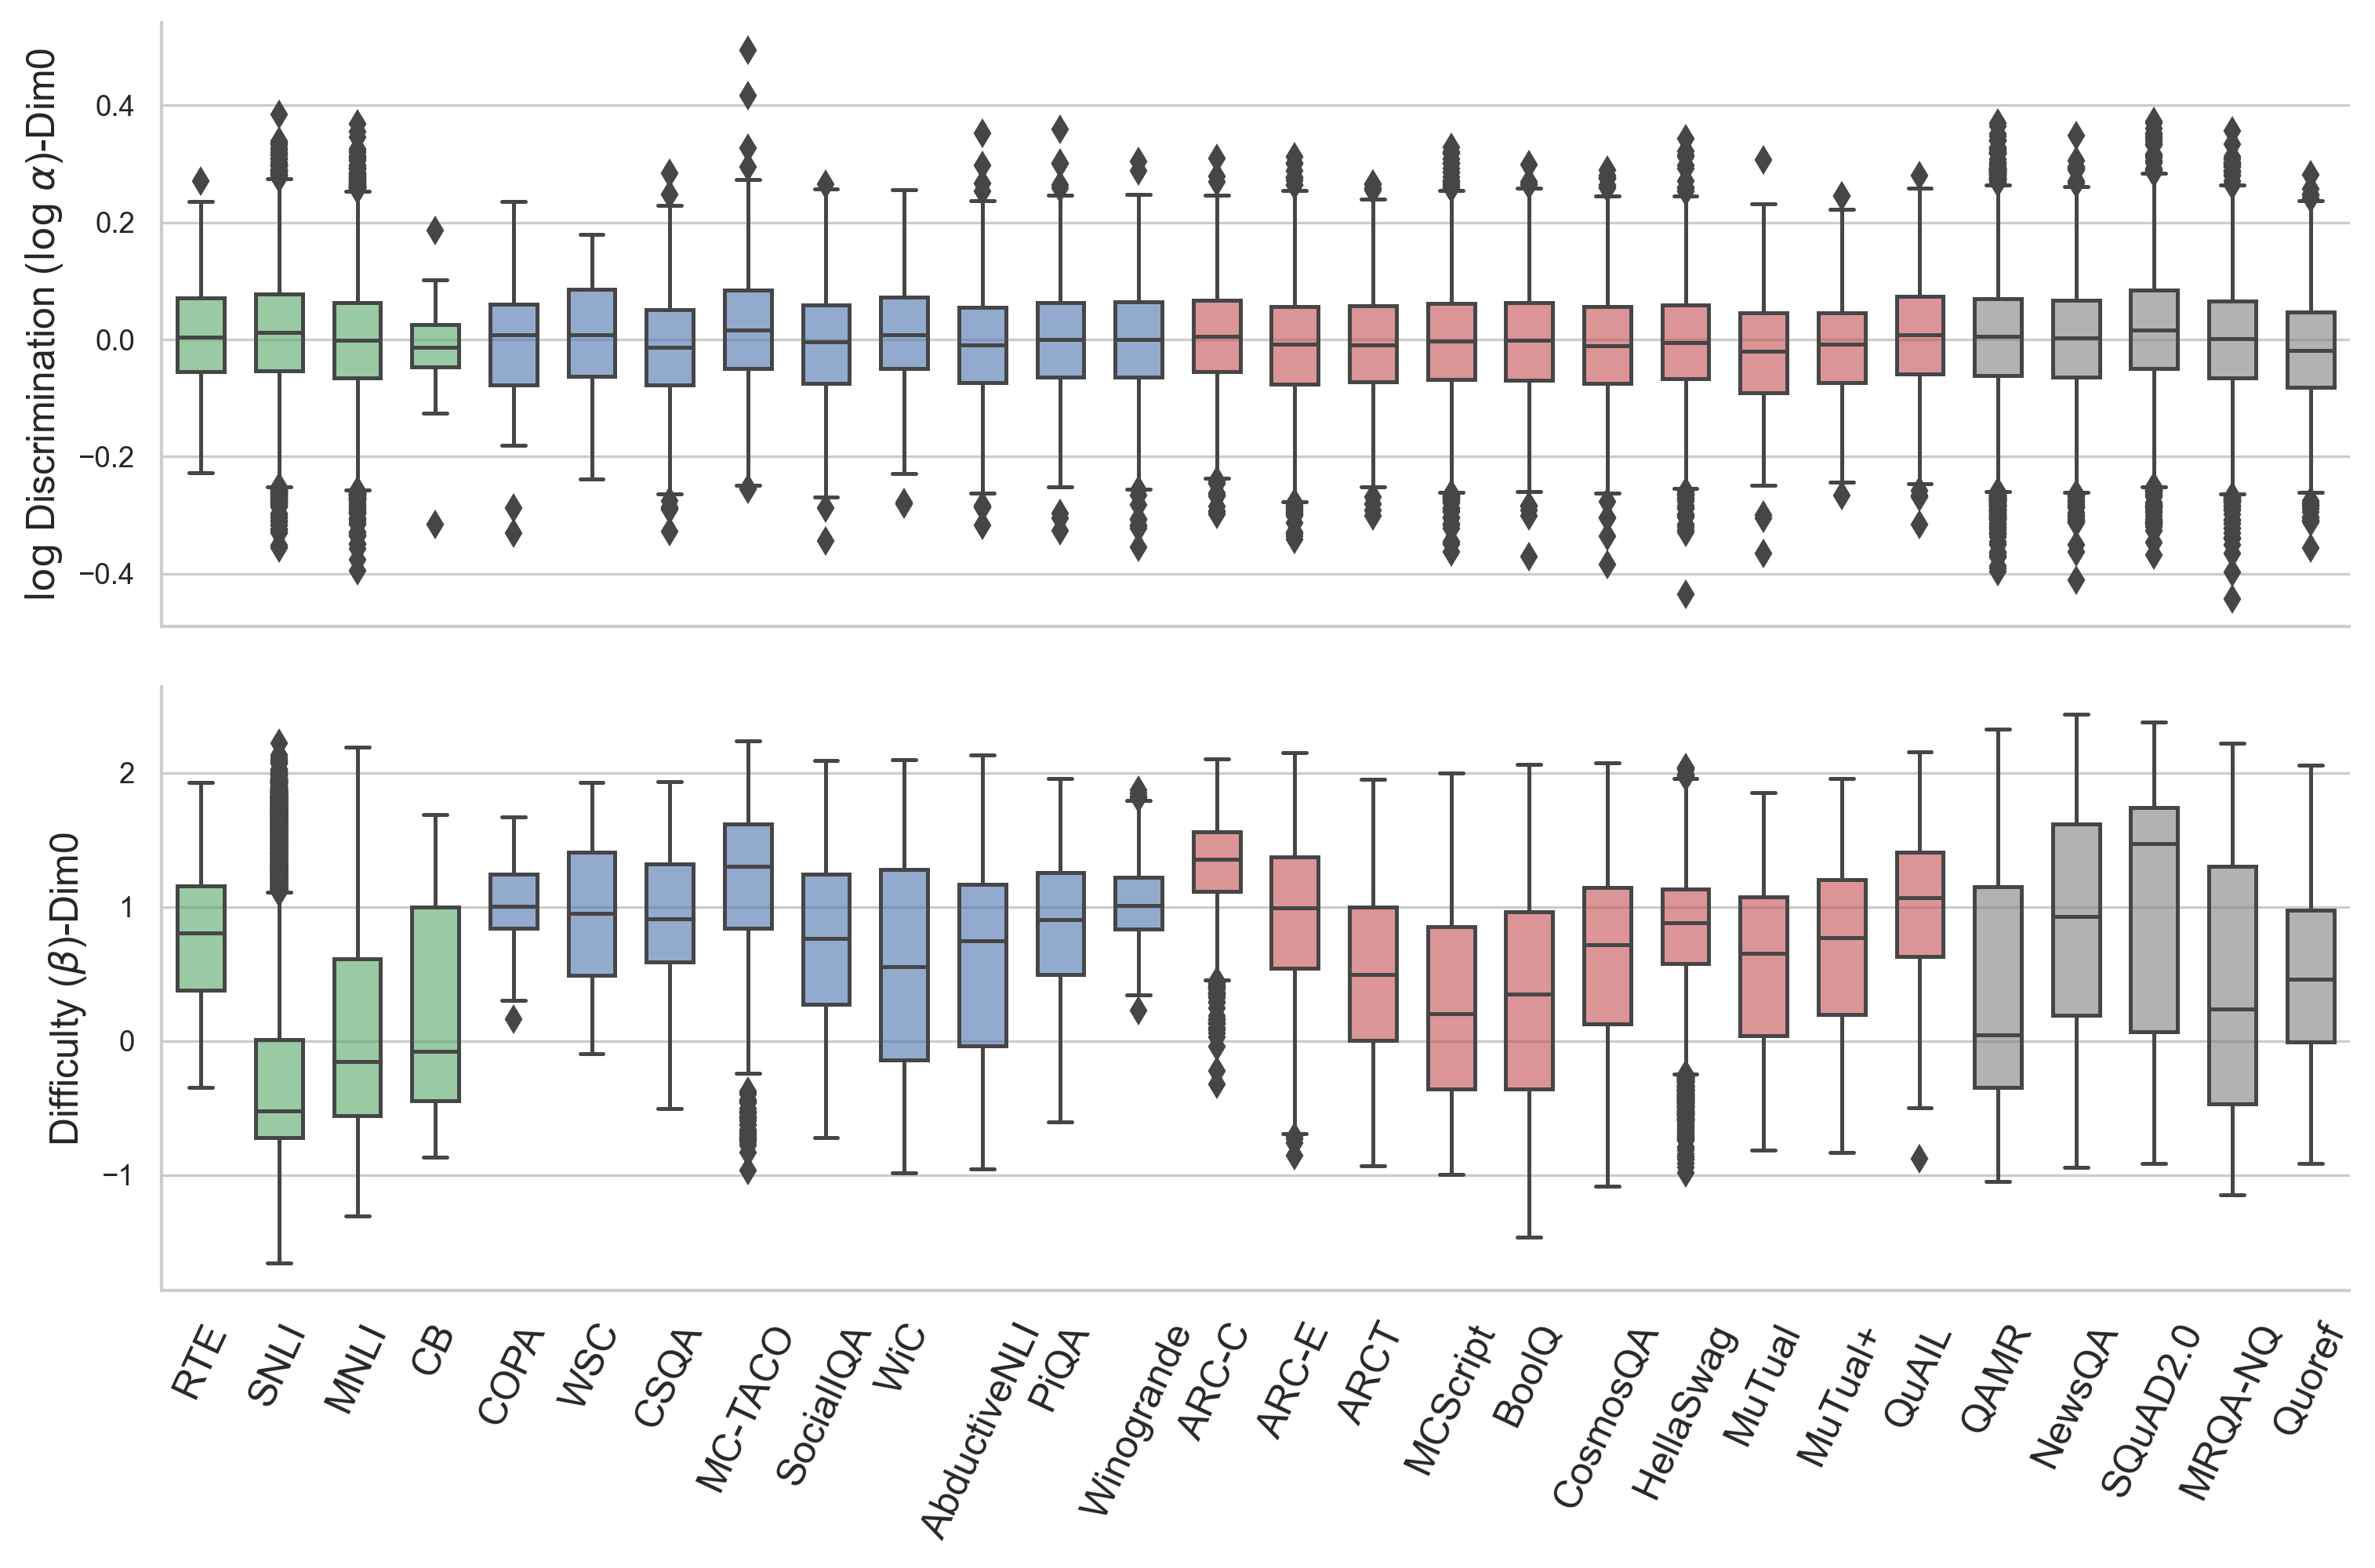 log Discrimination (log α)-Dim0
0.4
0.2
0.0
−0.2
−0.4
Difficulty (β)-Dim0
2
1
0
−1
RTE
SNLI
MNLI
CB
COPA
WSC
CSQA
MC-TACO
SocialIQA
WiC
AbductiveNLI
PiQA
Winogrande
ARC-C
ARC-E
ARCT
MCScript
BoolQ
CosmosQA
HellaSwag
MuTual
MuTual+
QuAIL
QAMR
NewsQA
SQuAD2.0
MRQA-NQ
Quoref